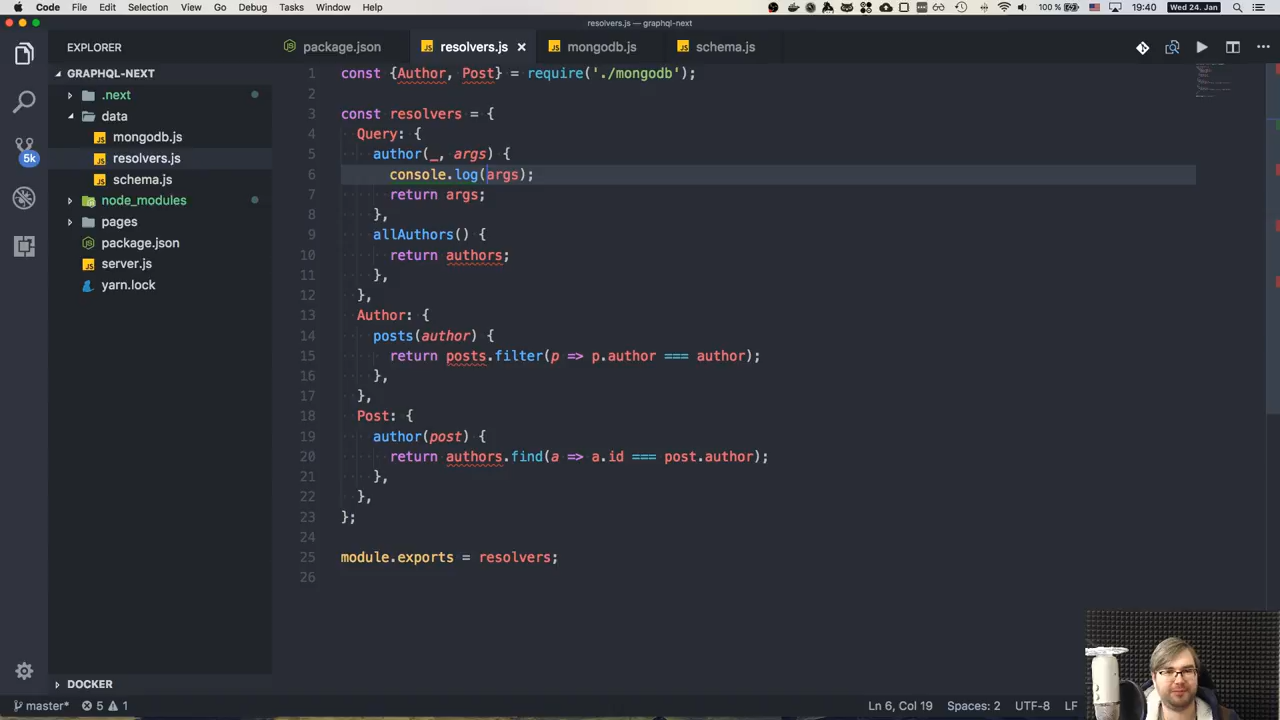 Code File Edit Selection View Go Debug Tasks Window Help 100 % 19:40 Wed 24. Jan
resolvers.js — graphql-next
EXPLORER
package.json resolvers.js mongodb.js schema.js
GRAPHQL-NEXT
.next
data
mongodb.js
resolvers.js
schema.js
node_modules
pages
package.json
server.js
yarn.lock
DOCKER
5k
1 const {Author, Post} = require('./mongodb');
2
3 const resolvers = {
4 Query: {
5 author(_, args) {
6 console.log(args);
7 return args;
8 },
9 allAuthors() {
10 return authors;
11 },
12 },
13 Author: {
14 posts(author) {
15 return posts.filter(p => p.author === author);
16 },
17 },
18 Post: {
19 author(post) {
20 return authors.find(a => a.id === post.author);
21 },
22 },
23 };
24
25 module.exports = resolvers;
26
master* 5 1 Ln 6, Col 19 Spaces: 2 UTF-8 LF